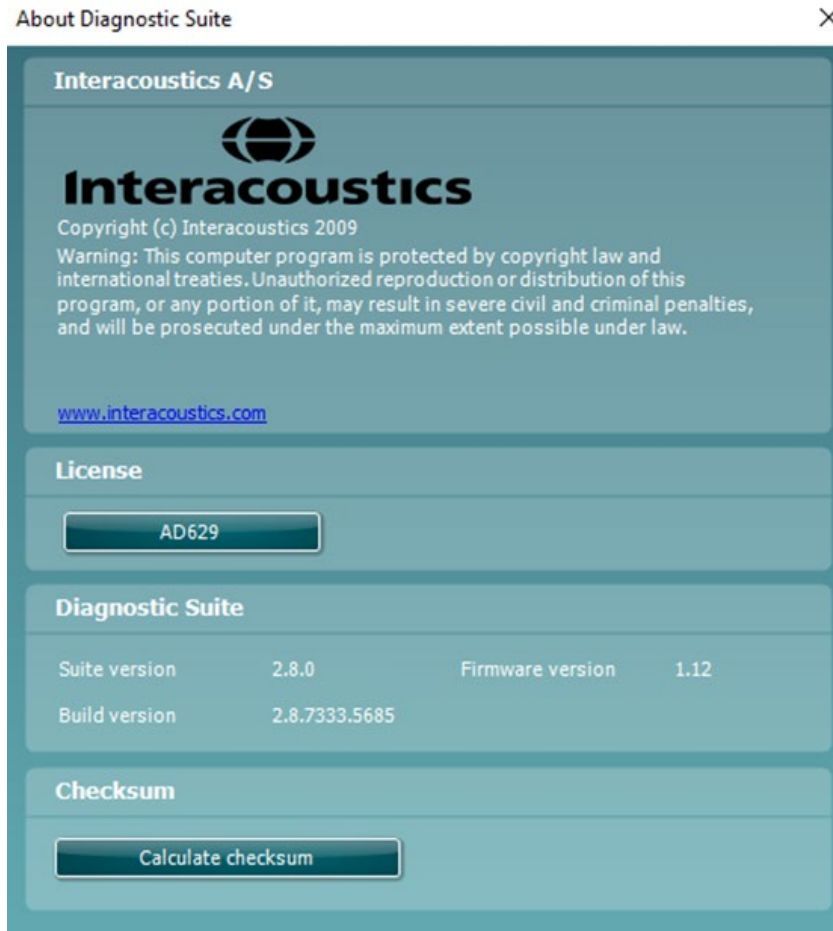 About Diagnostic Suite
Interacoustics A/S
Interacoustics
Copyright (c) Interacoustics 2009
Warning: This computer program is protected by copyright law and
international treaties. Unauthorized reproduction or distribution of this
program, or any portion of it, may result in severe civil and criminal penalties,
and will be prosecuted under the maximum extent possible under law.
www.interacoustics.com
License
AD629
Diagnostic Suite
Suite version 2.8.0 Firmware version 1.12
Build version 2.8.7333.5685
Checksum
Calculate checksum